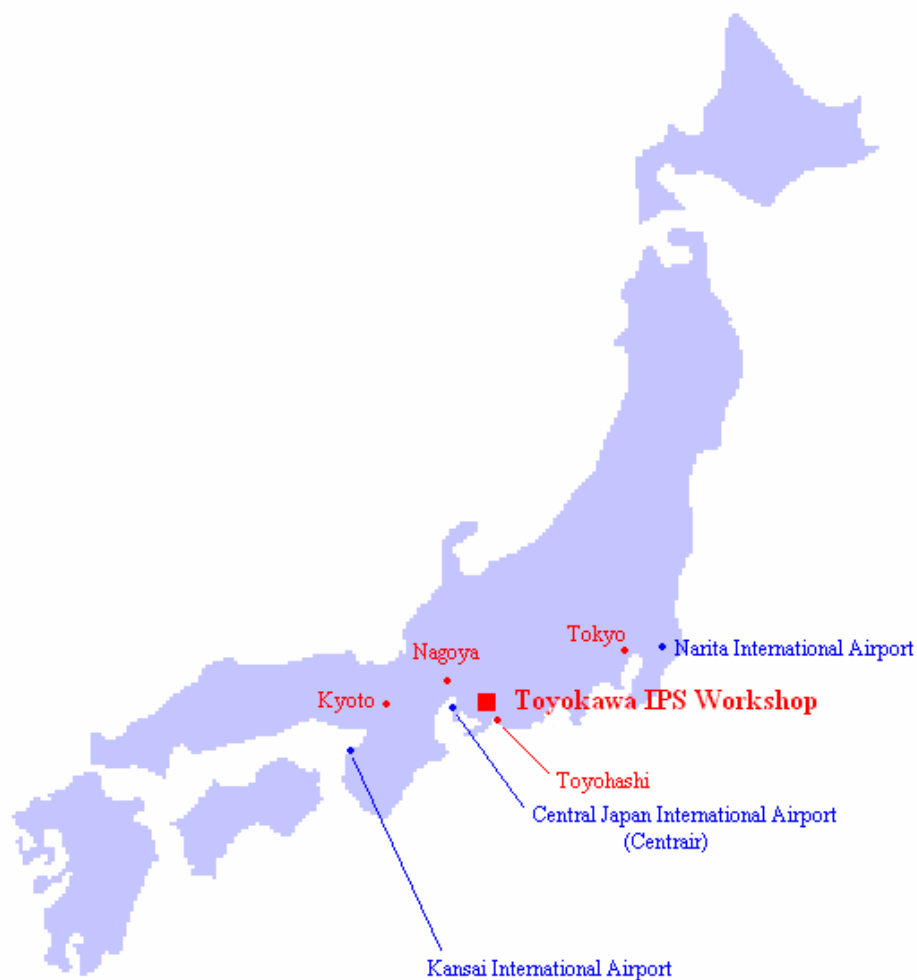 Tokyo
Narita International Airport
Nagoya
Kyoto
Toyokawa IPS Workshop
Toyohashi
Central Japan International Airport
(Centrair)
Kansai International Airport